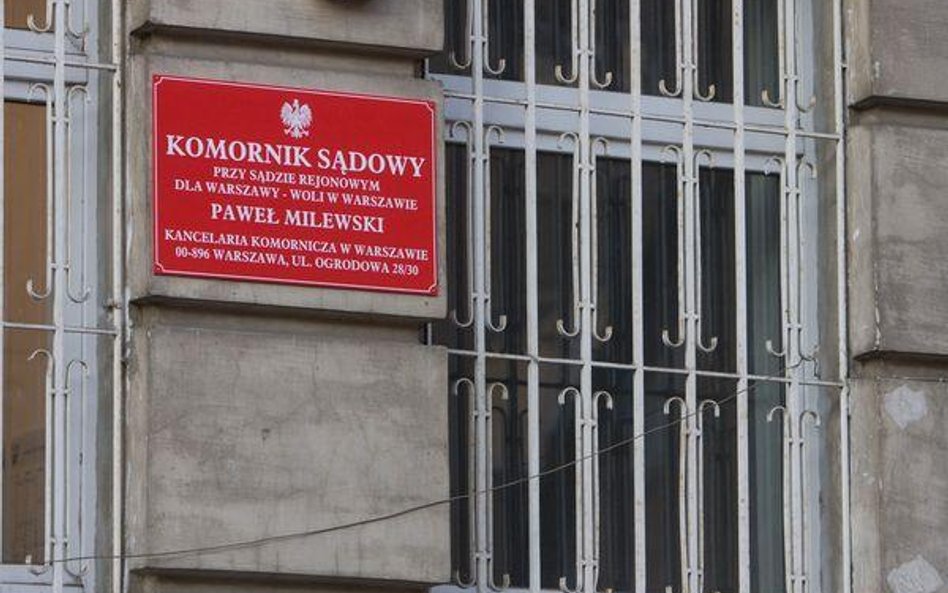 KOMORNIK SĄDOWY
PRZY SĄDZIE REJONOWYM
DLA WARSZAWY - WOLI W WARSZAWIE
PAWEŁ MILEWSKI
KANCELARIA KOMORNICZA W WARSZAWIE
00-896 WARSZAWA, UL. OGRODOWA 28/30